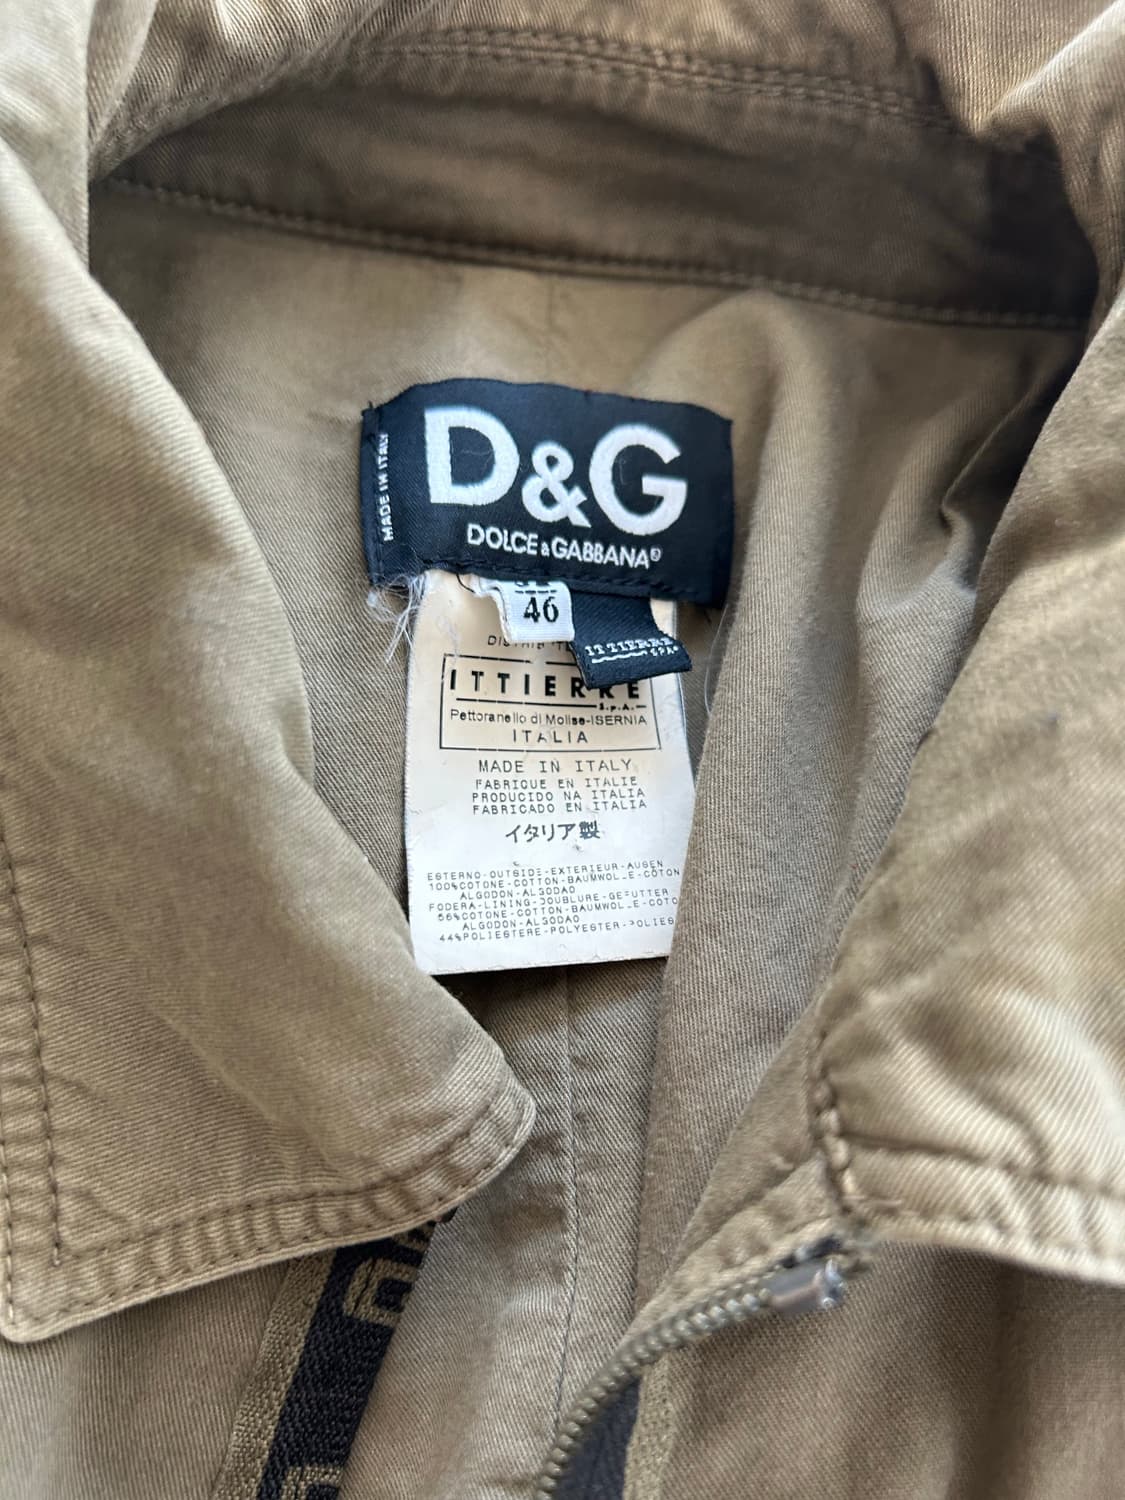 MADE IN ITALY
D&G
DOLCE&GABBANA®
46
ITTIERRE
SPA
ITTIERRE
S.p.A.
Pettoranello di Molise-ISERNIA
ITALIA
MADE IN ITALY
FABRIQUE EN ITALIE
PRODUCIDO NA ITALIA
FABRICADO EN ITALIA
イタリア製
ESTERNO-OUTSIDE-EXTERIEUR-AUSEN
100%COTONE-COTTON-BAUMWOLLE-COTON
ALGODON-ALGODAO
FODERA-LINING-DOUBLURE-GEFUTTER
56%COTONE-COTTON-BAUMWOLLE-COTO
ALGODON-ALGODAO
44%POLIESTERE-POLYESTER-POLIES